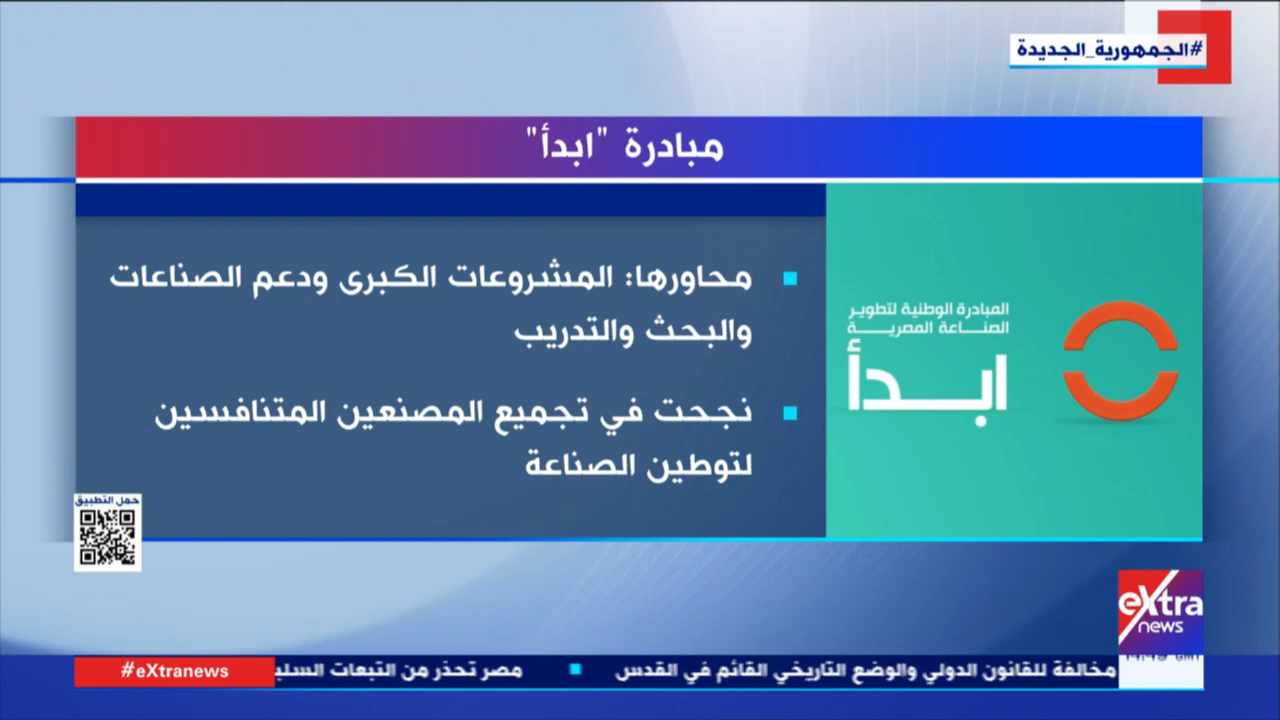 #الجمهورية_الجديدة
مبادرة "ابدأ"
المبادرة الوطنية لتطوير
الصناعة المصرية
ابدأ
محاورها: المشروعات الكبرى ودعم الصناعات
والبحث والتدريب
نجحت في تجميع المصنعين المتنافسين
لتوطين الصناعة
حمل التطبيق
eXtra
news
مخالفة للقانون الدولي والوضع التاريخي القائم في القدس ■ مصر تحذر من التبعات
#eXtranews